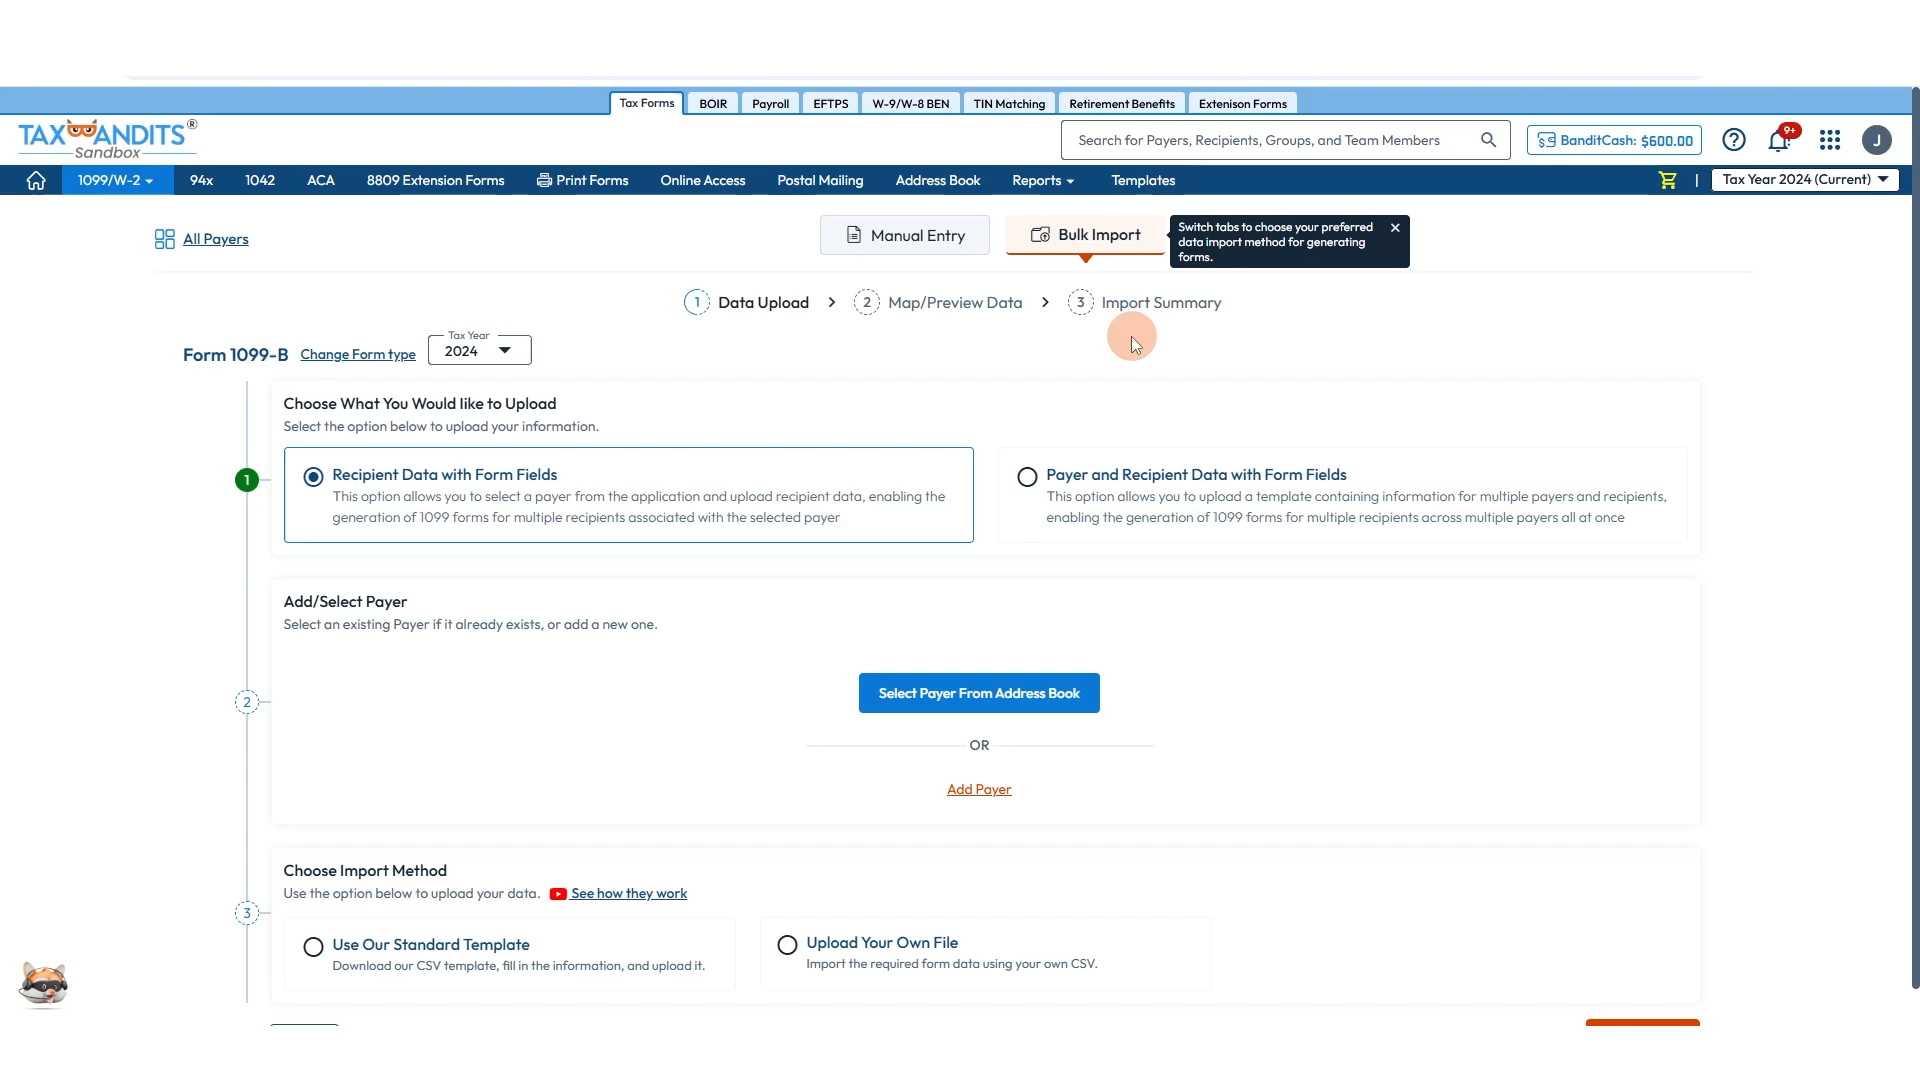 Tax Forms BOIR Payroll EFTPS W-9/W-8 BEN TIN Matching Retirement Benefits Extenison Forms
TAXBANDITS®
Sandbox
Search for Payers, Recipients, Groups, and Team Members
BanditCash: $600.00
9+
J
1099/W-2 94x 1042 ACA 8809 Extension Forms Print Forms Online Access Postal Mailing Address Book Reports Templates | Tax Year 2024 (Current)
All Payers
Manual Entry
Bulk Import
Switch tabs to choose your preferred
data import method for generating
forms.
1 Data Upload > 2 Map/Preview Data > 3 Import Summary
Form 1099-B Change Form type
Tax Year
2024
1
Choose What You Would like to Upload
Select the option below to upload your information.
Recipient Data with Form Fields
This option allows you to select a payer from the application and upload recipient data, enabling the
generation of 1099 forms for multiple recipients associated with the selected payer
Payer and Recipient Data with Form Fields
This option allows you to upload a template containing information for multiple payers and recipients,
enabling the generation of 1099 forms for multiple recipients across multiple payers all at once
2
Add/Select Payer
Select an existing Payer if it already exists, or add a new one.
Select Payer From Address Book
OR
Add Payer
3
Choose Import Method
Use the option below to upload your data. See how they work
Use Our Standard Template
Download our CSV template, fill in the information, and upload it.
Upload Your Own File
Import the required form data using your own CSV.